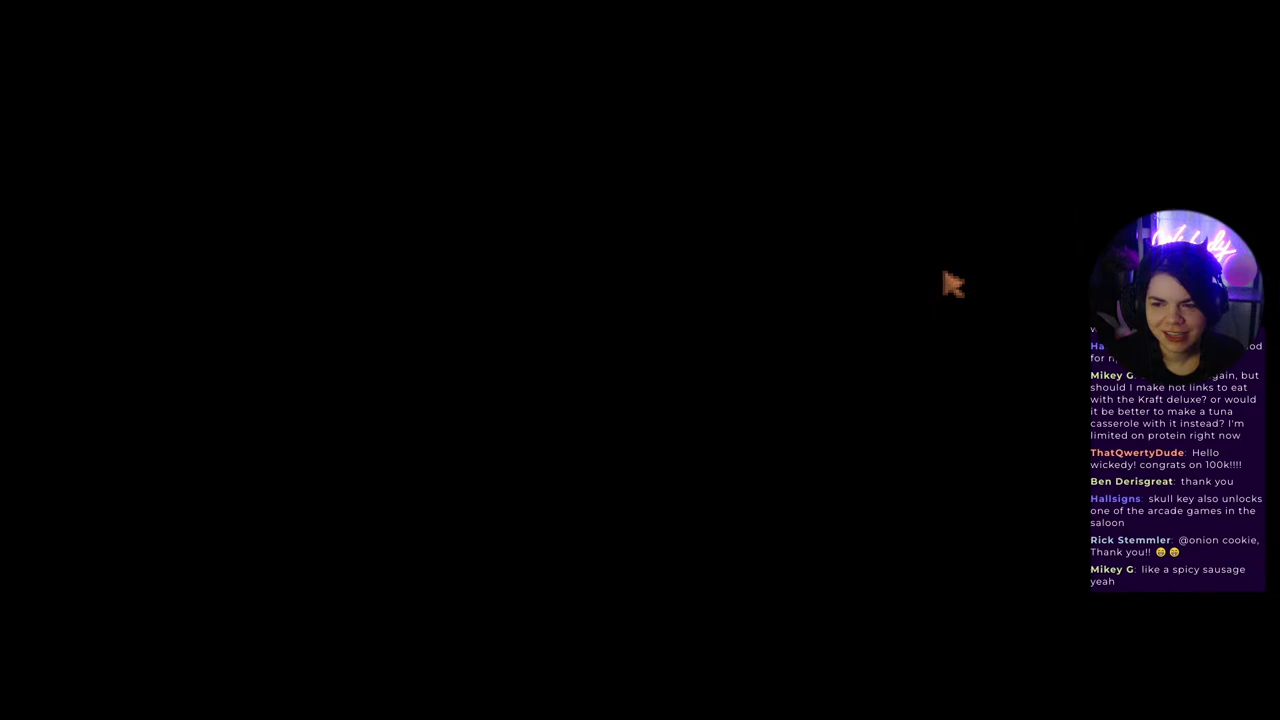 for
Mikey G: gain, but
should I make hot links to eat
with the Kraft deluxe? or would
it be better to make a tuna
casserole with it instead? I'm
limited on protein right now
ThatQwertyDude: Hello
wickedy! congrats on 100k!!!!
Ben Derisgreat: thank you
Hallsigns: skull key also unlocks
one of the arcade games in the
saloon
Rick Stemmler: @onion cookie,
Thank you!! 😄 😄
Mikey G: like a spicy sausage
yeah